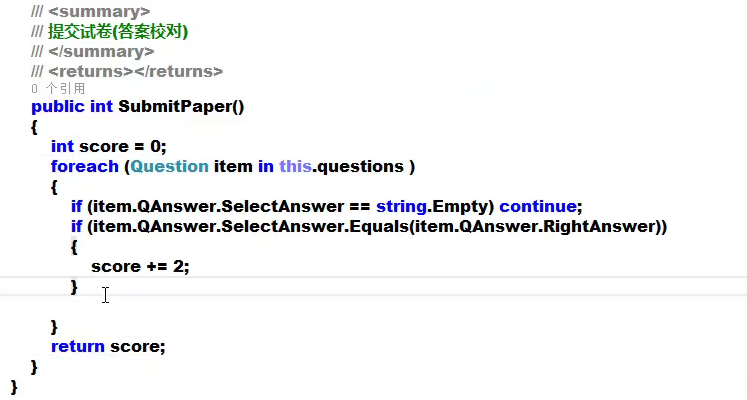 /// <summary>
/// 提交试卷(答案校对)
/// </summary>
/// <returns></returns>
0 个引用
public int SubmitPaper()
{
int score = 0;
foreach (Question item in this.questions )
{
if (item.QAnswer.SelectAnswer == string.Empty) continue;
if (item.QAnswer.SelectAnswer.Equals(item.QAnswer.RightAnswer))
{
score += 2;
}
}
return score;
}
}